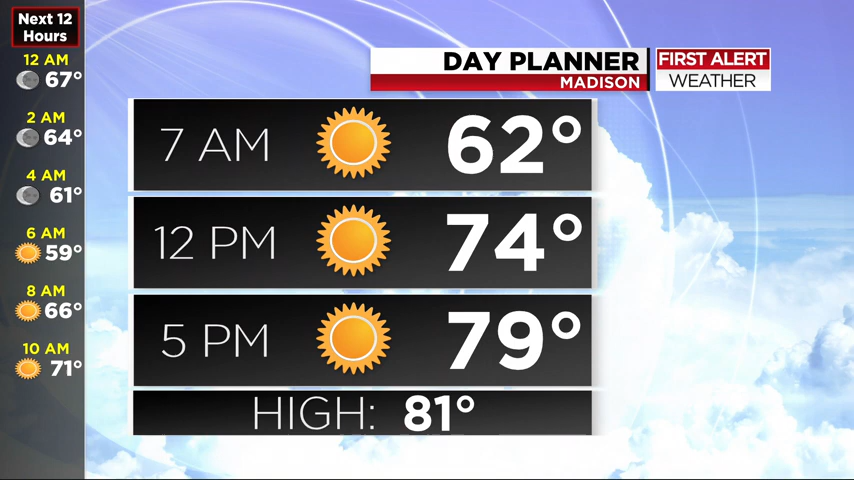 Next 12
Hours
12 AM
67°
2 AM
64°
4 AM
61°
6 AM
59°
8 AM
66°
10 AM
71°
DAY PLANNER
MADISON
FIRST ALERT
WEATHER
7 AM 62°
12 PM 74°
5 PM 79°
HIGH: 81°